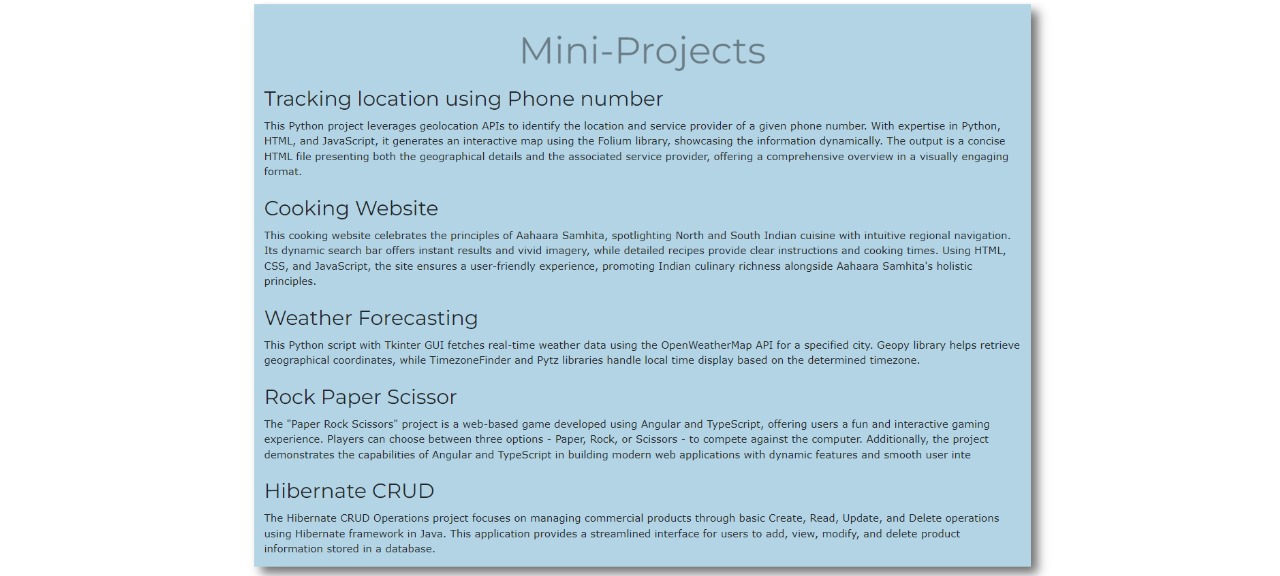 Mini-Projects
Tracking location using Phone number
This Python project leverages geolocation APIs to identify the location and service provider of a given phone number. With expertise in Python,
HTML, and JavaScript, it generates an interactive map using the Folium library, showcasing the information dynamically. The output is a concise
HTML file presenting both the geographical details and the associated service provider, offering a comprehensive overview in a visually engaging
format.
Cooking Website
This cooking website celebrates the principles of Aahaara Samhita, spotlighting North and South Indian cuisine with intuitive regional navigation.
Its dynamic search bar offers instant results and vivid imagery, while detailed recipes provide clear instructions and cooking times. Using HTML,
CSS, and JavaScript, the site ensures a user-friendly experience, promoting Indian culinary richness alongside Aahaara Samhita's holistic
principles.
Weather Forecasting
This Python script with Tkinter GUI fetches real-time weather data using the OpenWeatherMap API for a specified city. Geopy library helps retrieve
geographical coordinates, while TimezoneFinder and Pytz libraries handle local time display based on the determined timezone.
Rock Paper Scissor
The "Paper Rock Scissors" project is a web-based game developed using Angular and TypeScript, offering users a fun and interactive gaming
experience. Players can choose between three options - Paper, Rock, or Scissors - to compete against the computer. Additionally, the project
demonstrates the capabilities of Angular and TypeScript in building modern web applications with dynamic features and smooth user inte
Hibernate CRUD
The Hibernate CRUD Operations project focuses on managing commercial products through basic Create, Read, Update, and Delete operations
using Hibernate framework in Java. This application provides a streamlined interface for users to add, view, modify, and delete product
information stored in a database.